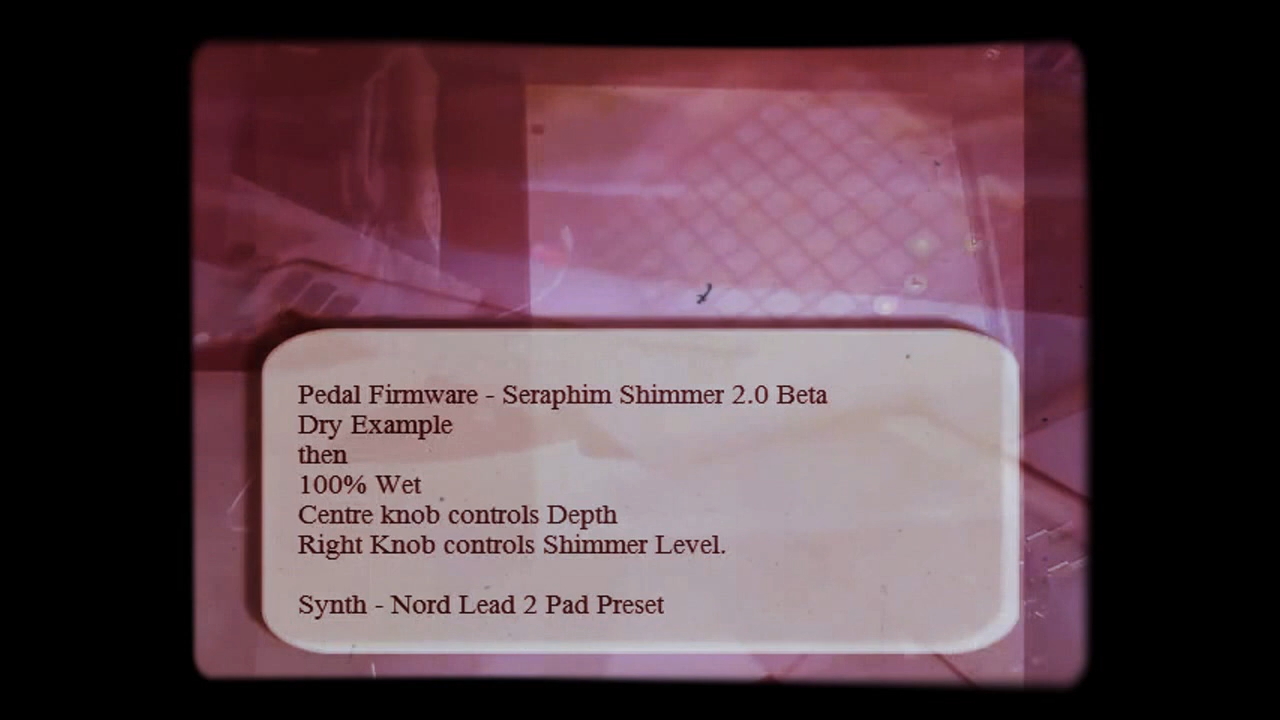 Pedal Firmware - Seraphim Shimmer 2.0 Beta
Dry Example
then
100% Wet
Centre knob controls Depth
Right Knob controls Shimmer Level.
Synth - Nord Lead 2 Pad Preset